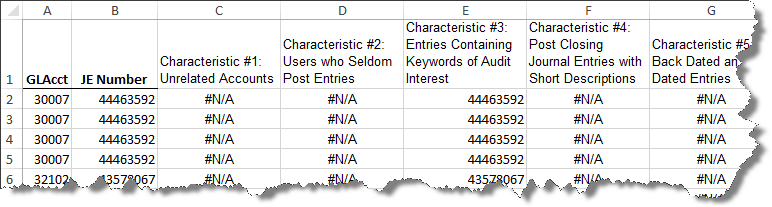 A B C D E F G
1
GLAcct
JE Number
Characteristic #1:
Unrelated Accounts
Characteristic #2:
Users who Seldom
Post Entries
Characteristic #3:
Entries Containing
Keywords of Audit
Interest
Characteristic #4:
Post Closing
Journal Entries with
Short Descriptions
Characteristic #5
Back Dated an
Dated Entries
2 30007 44463592 #N/A #N/A 44463592 #N/A #N/A
3 30007 44463592 #N/A #N/A 44463592 #N/A #N/A
4 30007 44463592 #N/A #N/A 44463592 #N/A #N/A
5 30007 44463592 #N/A #N/A 44463592 #N/A #N/A
6 32102 43578067 #N/A #N/A 43578067 #N/A #N/A